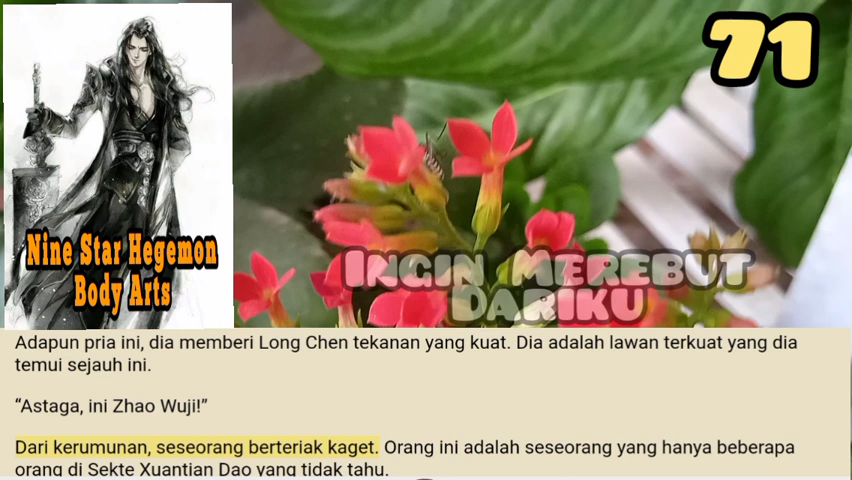 71
Nine Star Hegemon
Body Arts
Ingin Merebut
Dariku
Adapun pria ini, dia memberi Long Chen tekanan yang kuat. Dia adalah lawan terkuat yang dia
temui sejauh ini.
“Astaga, ini Zhao Wuji!”
Dari kerumunan, seseorang berteriak kaget. Orang ini adalah seseorang yang hanya beberapa
orang di Sekte Xuantian Dao yang tidak tahu.